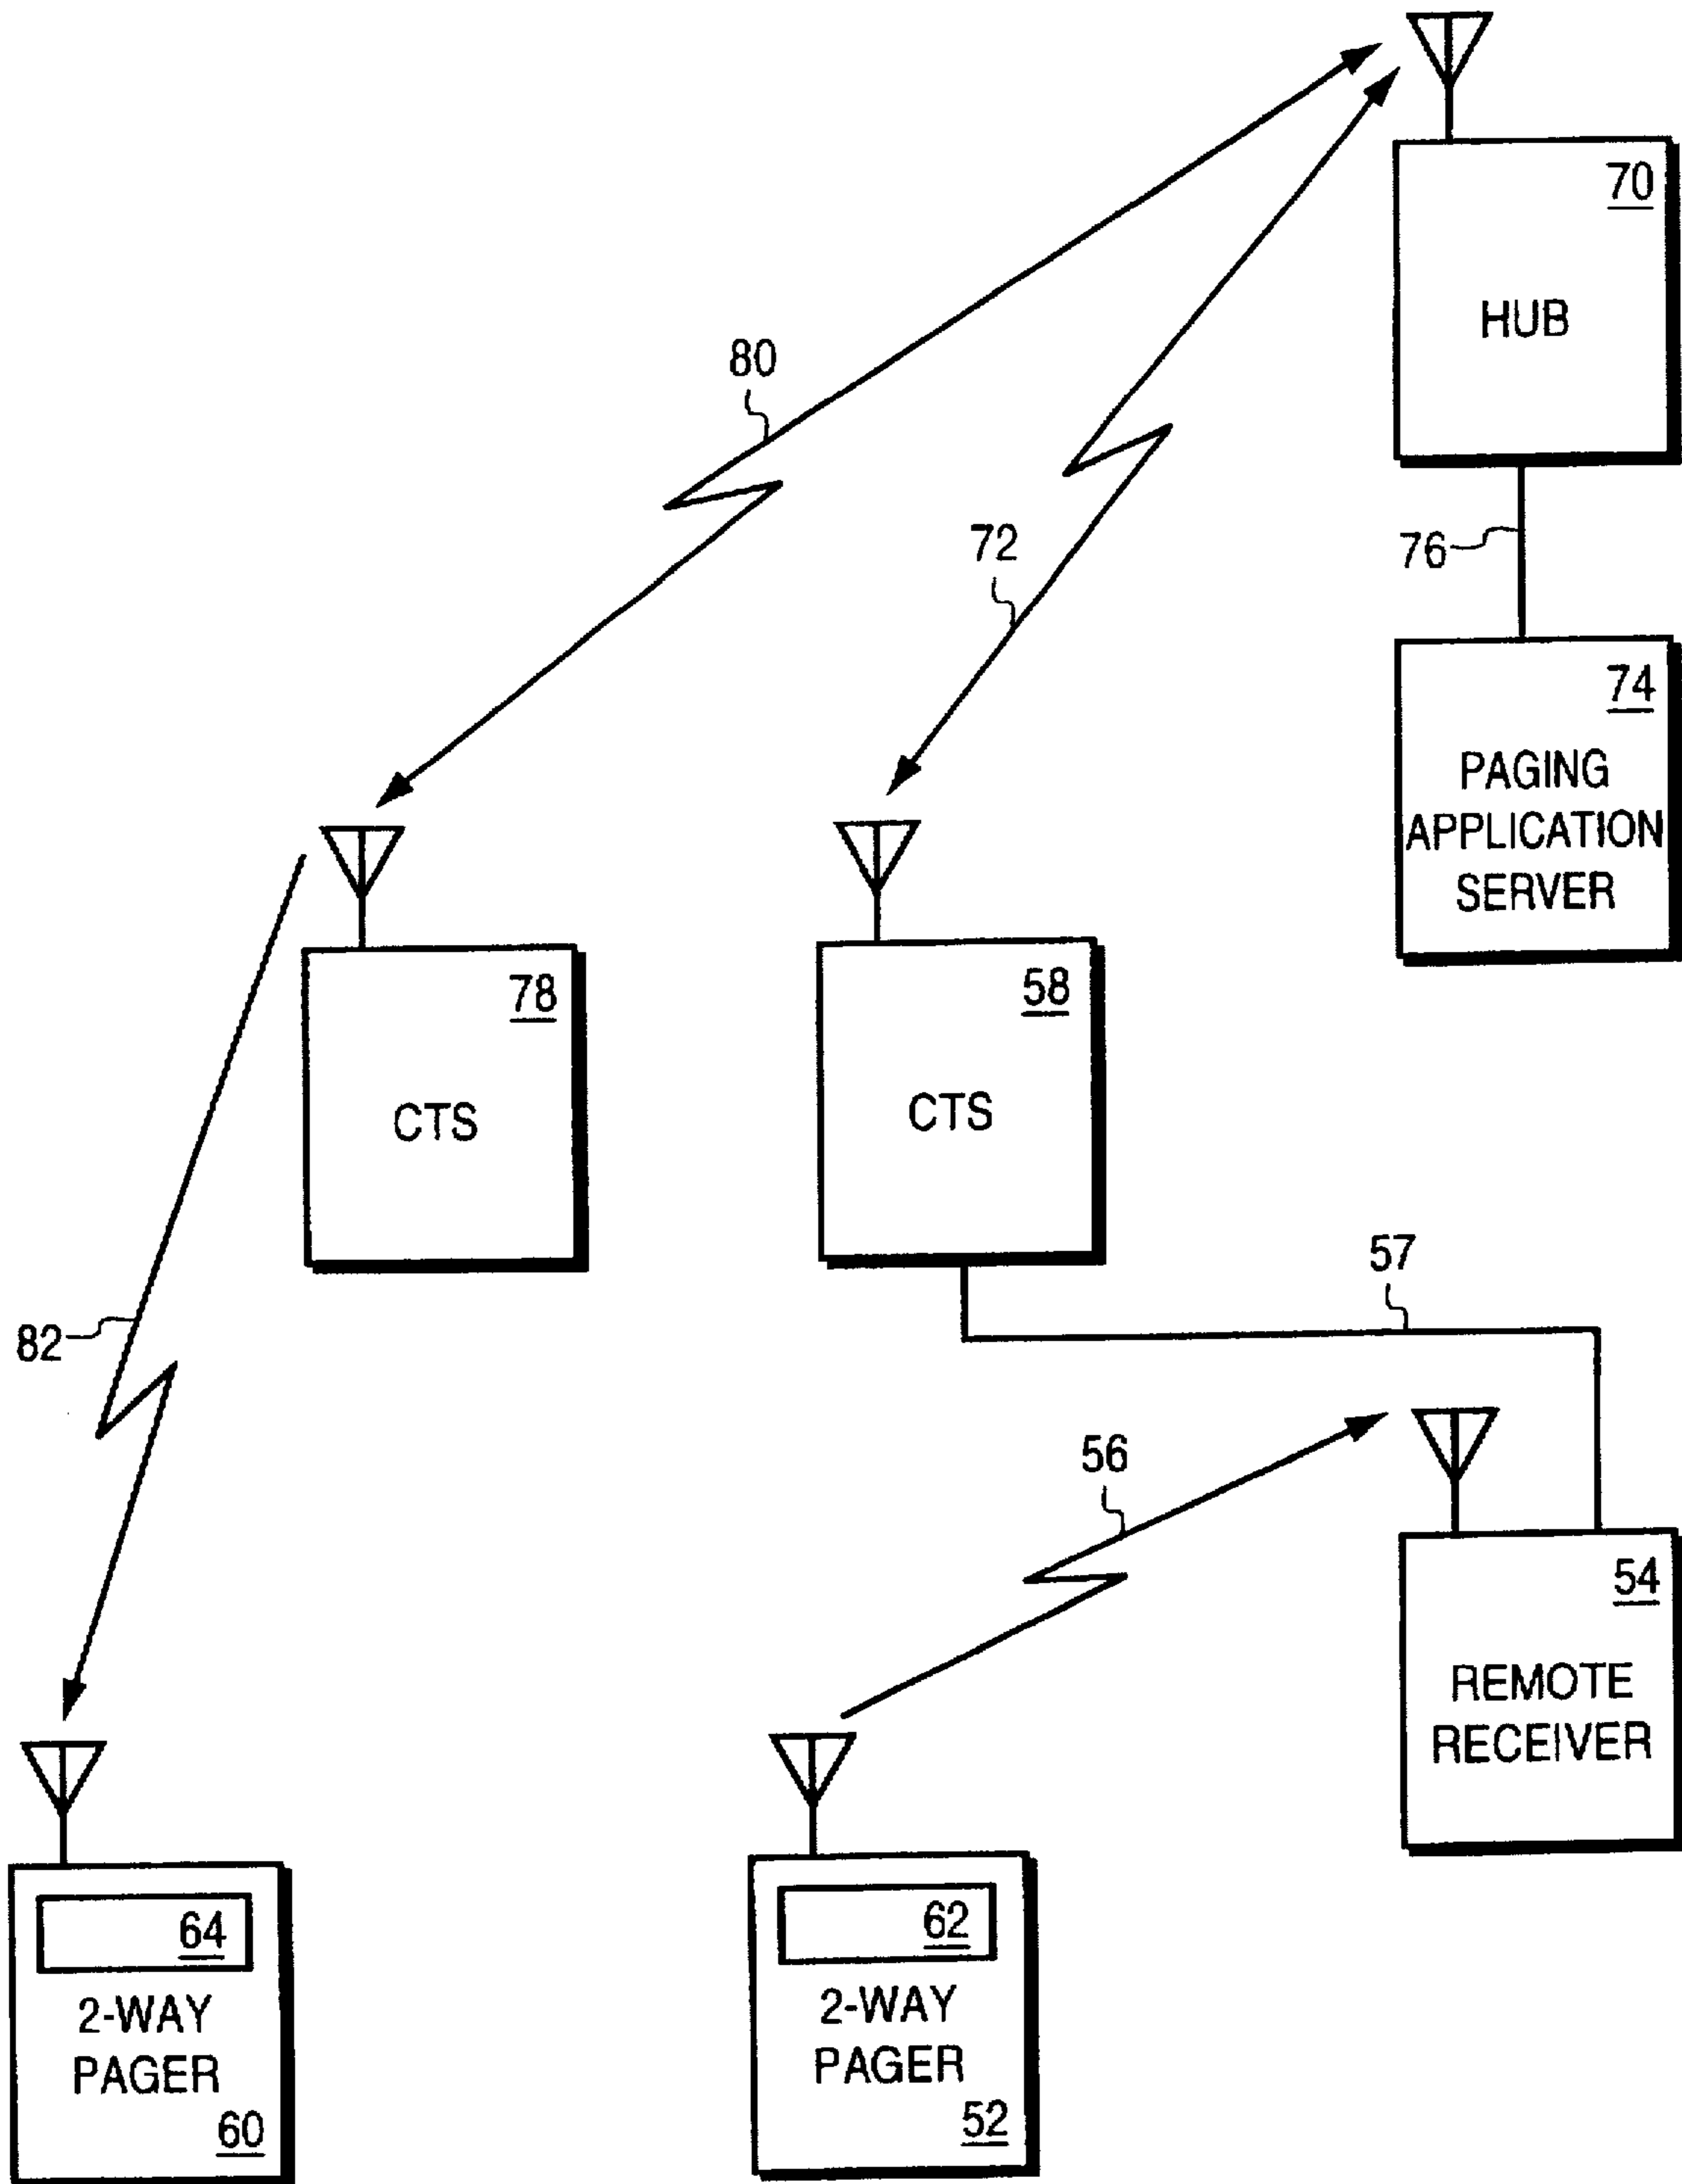 70
HUB
80
72
76
74
PAGING
APPLICATION
SERVER
78
CTS
58
CTS
57
82
56
54
REMOTE
RECEIVER
64
2-WAY
PAGER
60
62
2-WAY
PAGER
52